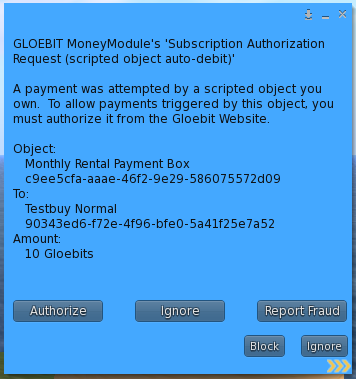 GLOEBIT MoneyModule's 'Subscription Authorization
Request (scripted object auto-debit)'
A payment was attempted by a scripted object you
own. To allow payments triggered by this object, you
must authorize it from the Gloebit Website.
Object:
Monthly Rental Payment Box
c9ee5cfa-aaae-46f2-9e29-586075572d09
To:
Testbuy Normal
90343ed6-f72e-4f96-bfe0-5a41f25e7a52
Amount:
10 Gloebits
Authorize Ignore Report Fraud
Block Ignore